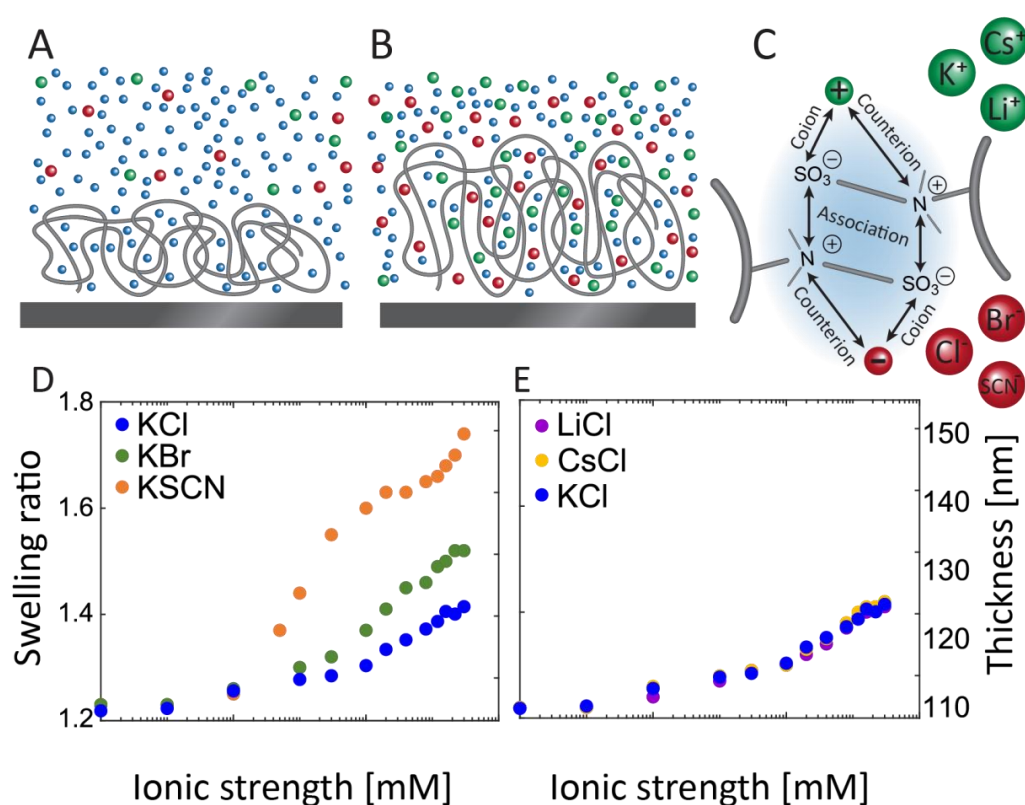 A
B
C
Cs+
K+
Li+
+
Coion
Counterion
SO₃ −
N +
Association
N +
SO₃ −
Counterion
Coion
−
Br-
Cl-
SCN-
D
E
1.8
1.6
1.4
1.2
Swelling ratio
KCl
KBr
KSCN
LiCl
CsCl
KCl
150
140
130
120
110
Thickness [nm]
Ionic strength [mM]
Ionic strength [mM]